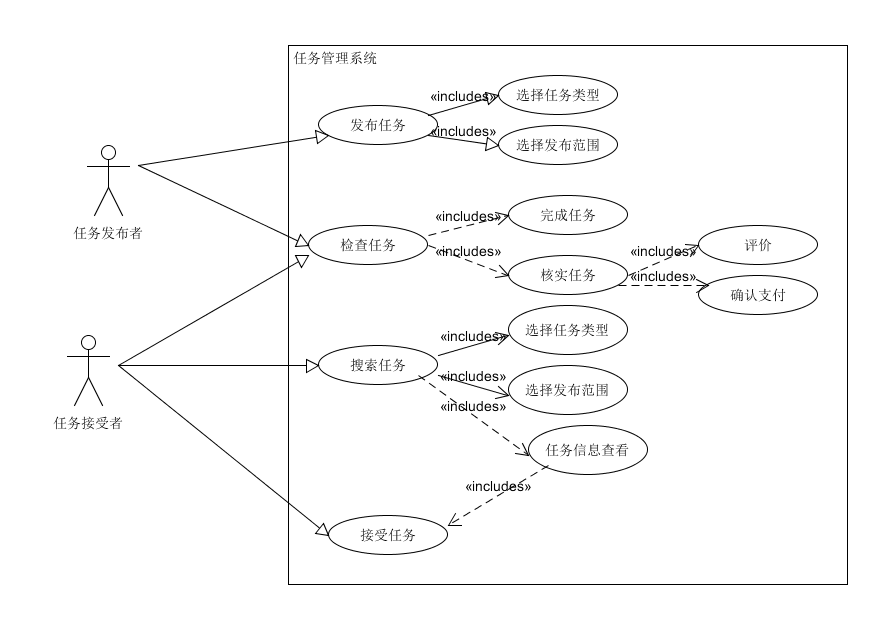 任务管理系统
«includes»
选择任务类型
发布任务
«includes»
选择发布范围
任务发布者
«includes»
完成任务
检查任务
«includes»
核实任务
«includes»
评价
«includes»
确认支付
«includes»
选择任务类型
搜索任务
«includes»
选择发布范围
«includes»
任务接受者
任务信息查看
«includes»
接受任务